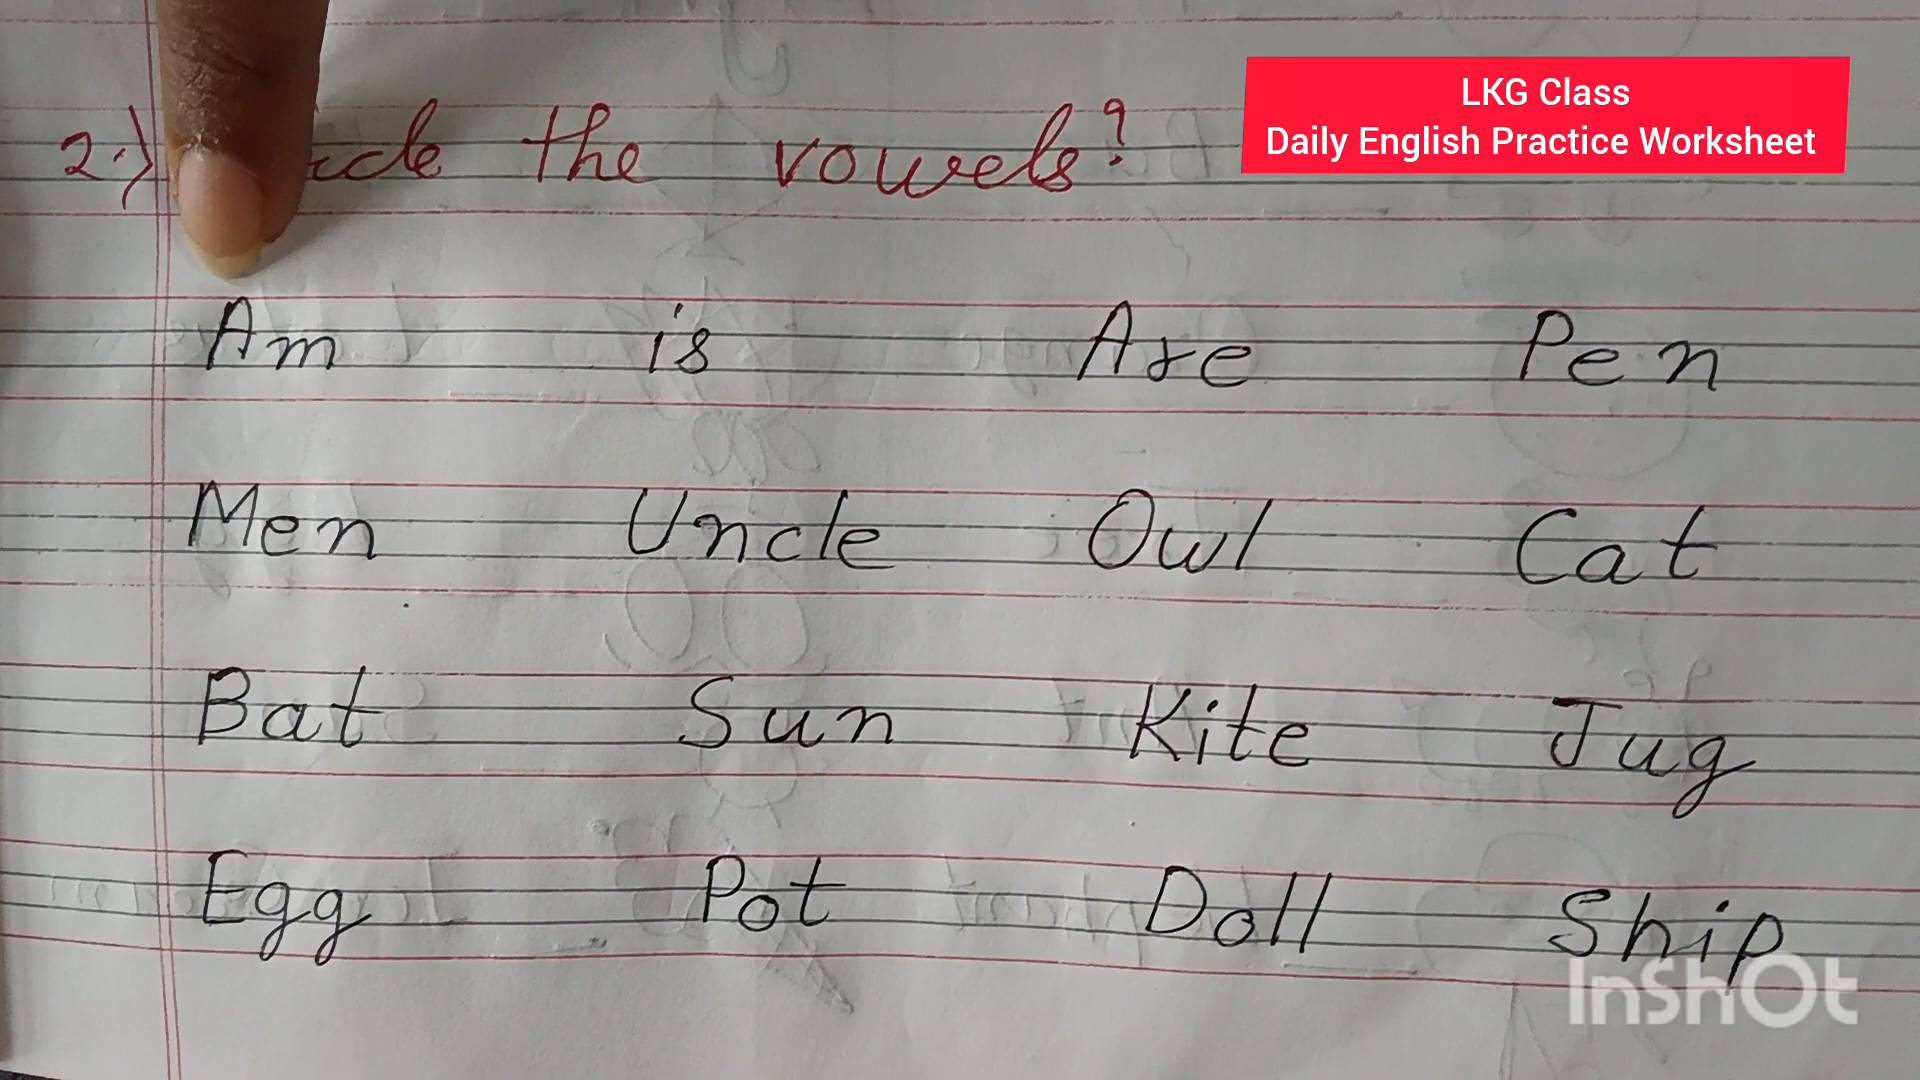 LKG Class
Daily English Practice Worksheet
2.) the vowels?
Am is Are Pen
Men Uncle Owl Cat
Bat Sun Kite Jug
Egg Pot Doll Ship
InShOt